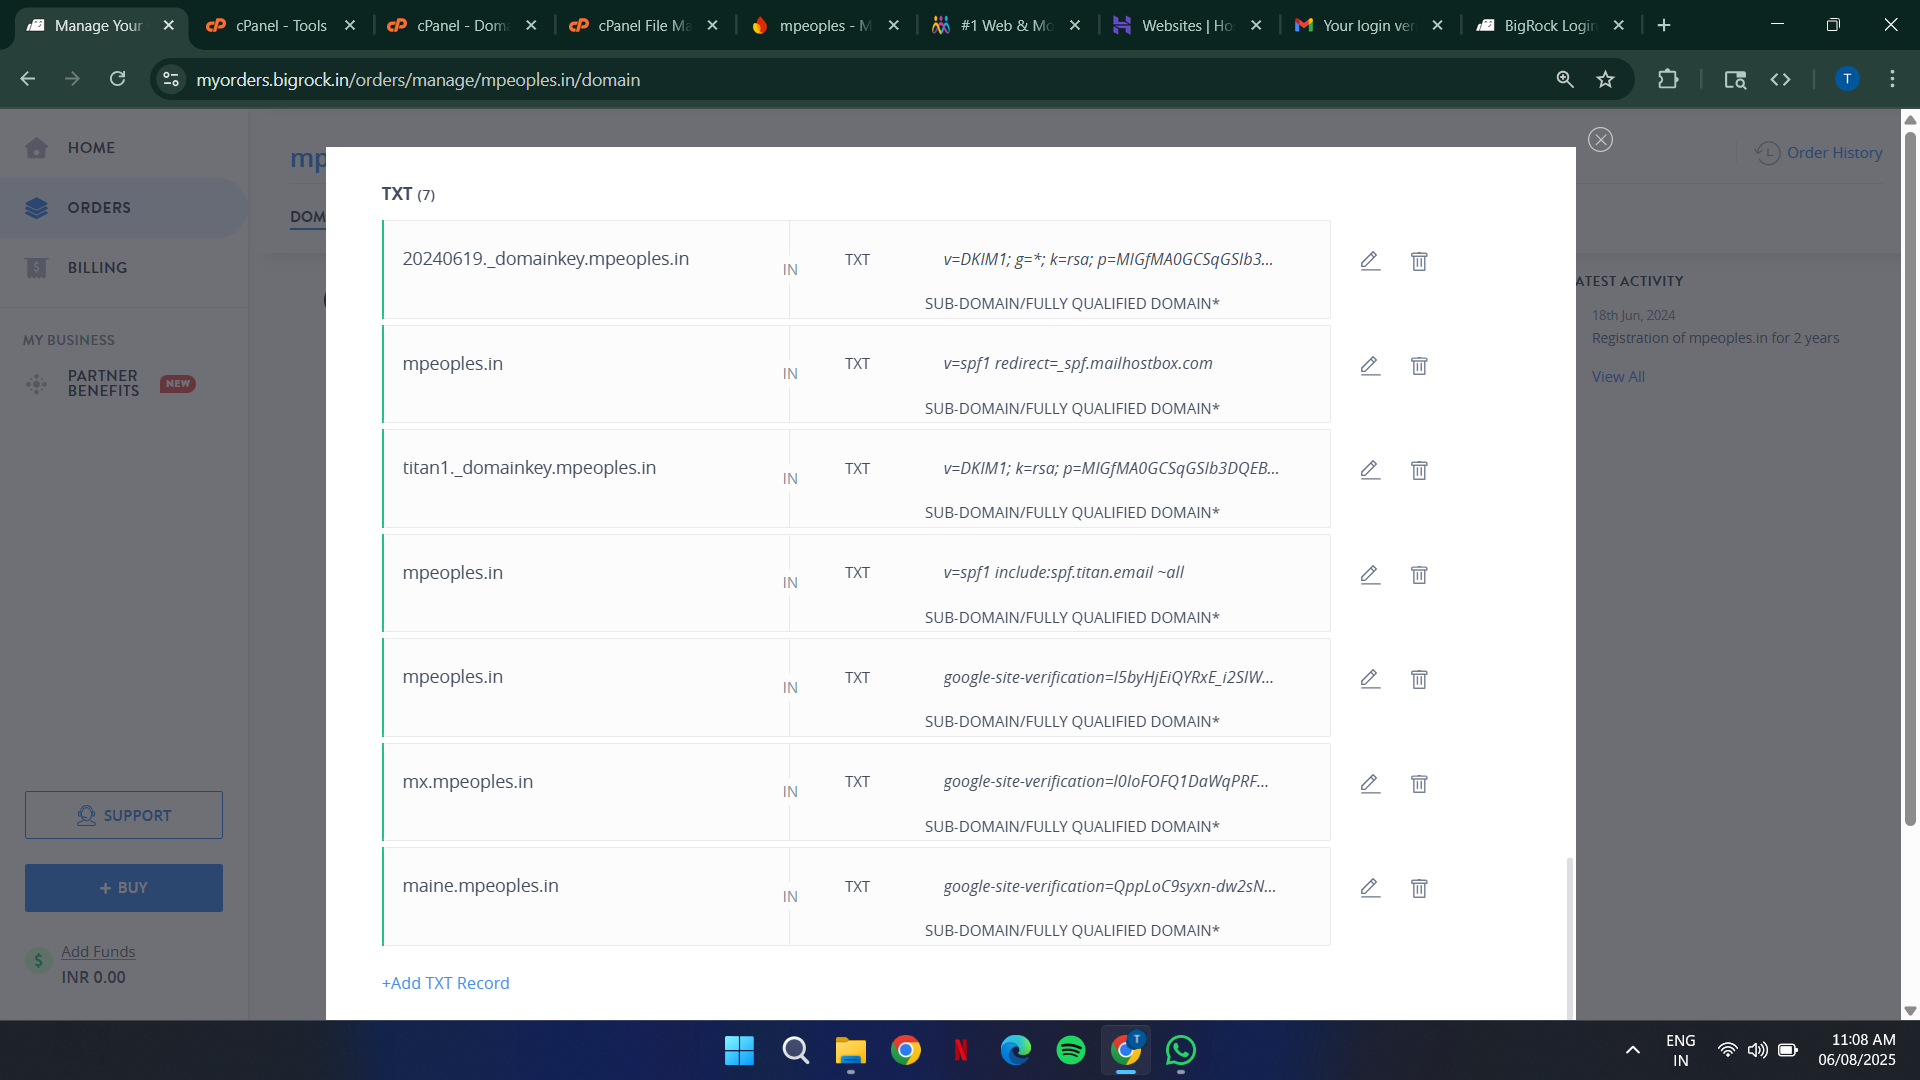 Manage Your
cPanel - Tools
cPanel - Doma
cPanel File Ma
mpeoples - M
#1 Web & Mo
Websites | Ho
Your login ver
BigRock Login
myorders.bigrock.in/orders/manage/mpeoples.in/domain
T
HOME
ORDERS
BILLING
MY BUSINESS
PARTNER
BENEFITS
NEW
SUPPORT
+ BUY
$
Add Funds
INR 0.00
mp
DOM
Order History
ATEST ACTIVITY
18th Jun, 2024
Registration of mpeoples.in for 2 years
View All
TXT (7)
20240619._domainkey.mpeoples.in
IN
TXT
v=DKIM1; g=*; k=rsa; p=MIGfMA0GCSqGSIb3...
SUB-DOMAIN/FULLY QUALIFIED DOMAIN*
mpeoples.in
IN
TXT
v=spf1 redirect=_spf.mailhostbox.com
SUB-DOMAIN/FULLY QUALIFIED DOMAIN*
titan1._domainkey.mpeoples.in
IN
TXT
v=DKIM1; k=rsa; p=MIGfMA0GCSqGSIb3DQEB...
SUB-DOMAIN/FULLY QUALIFIED DOMAIN*
mpeoples.in
IN
TXT
v=spf1 include:spf.titan.email ~all
SUB-DOMAIN/FULLY QUALIFIED DOMAIN*
mpeoples.in
IN
TXT
google-site-verification=I5byHjEiQYRxE_i2SIW...
SUB-DOMAIN/FULLY QUALIFIED DOMAIN*
mx.mpeoples.in
IN
TXT
google-site-verification=I0IoFOFQ1DaWqPRF...
SUB-DOMAIN/FULLY QUALIFIED DOMAIN*
maine.mpeoples.in
IN
TXT
google-site-verification=QppLoC9syxn-dw2sN...
SUB-DOMAIN/FULLY QUALIFIED DOMAIN*
+Add TXT Record
T
ENG
IN
11:08 AM
06/08/2025